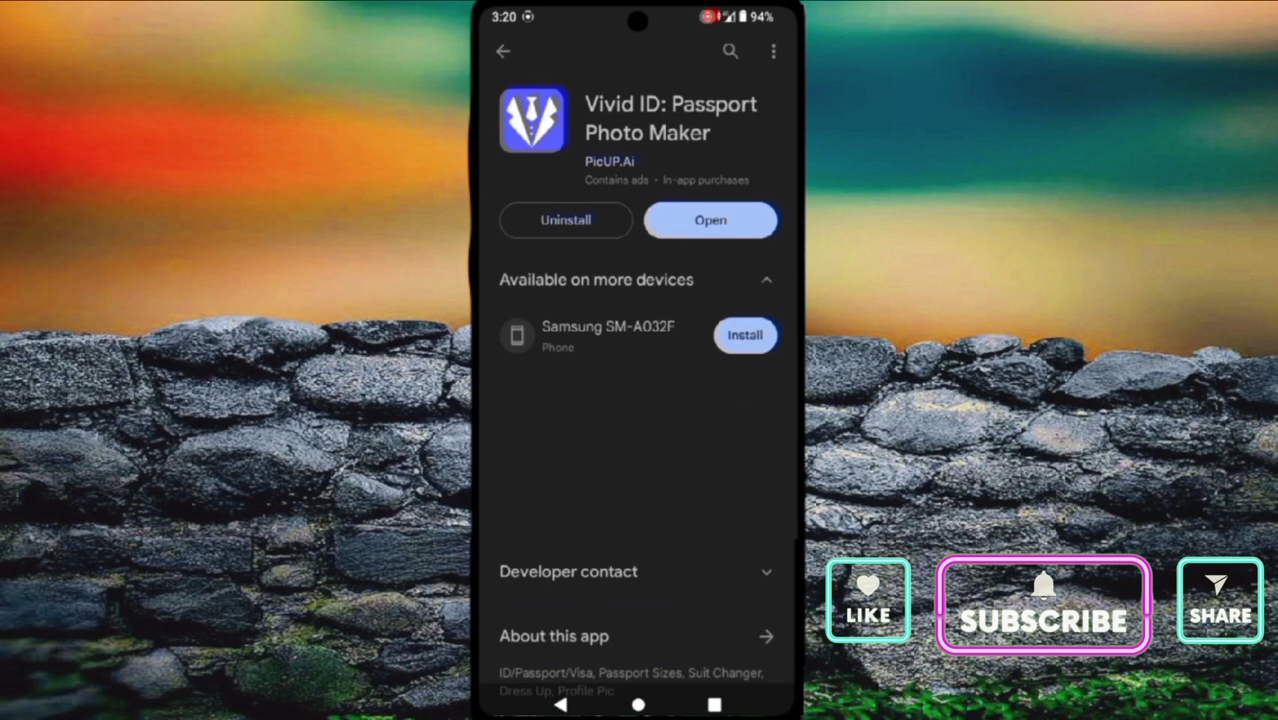 3:20
94%
Vivid ID: Passport
Photo Maker
PicUP.Ai
Contains ads • In-app purchases
Uninstall
Open
Available on more devices
Samsung SM-A032F
Phone
Install
Developer contact
About this app
ID/Passport/Visa, Passport Sizes, Suit Changer,
Dress Up, Profile Pic
LIKE
SUBSCRIBE
SHARE